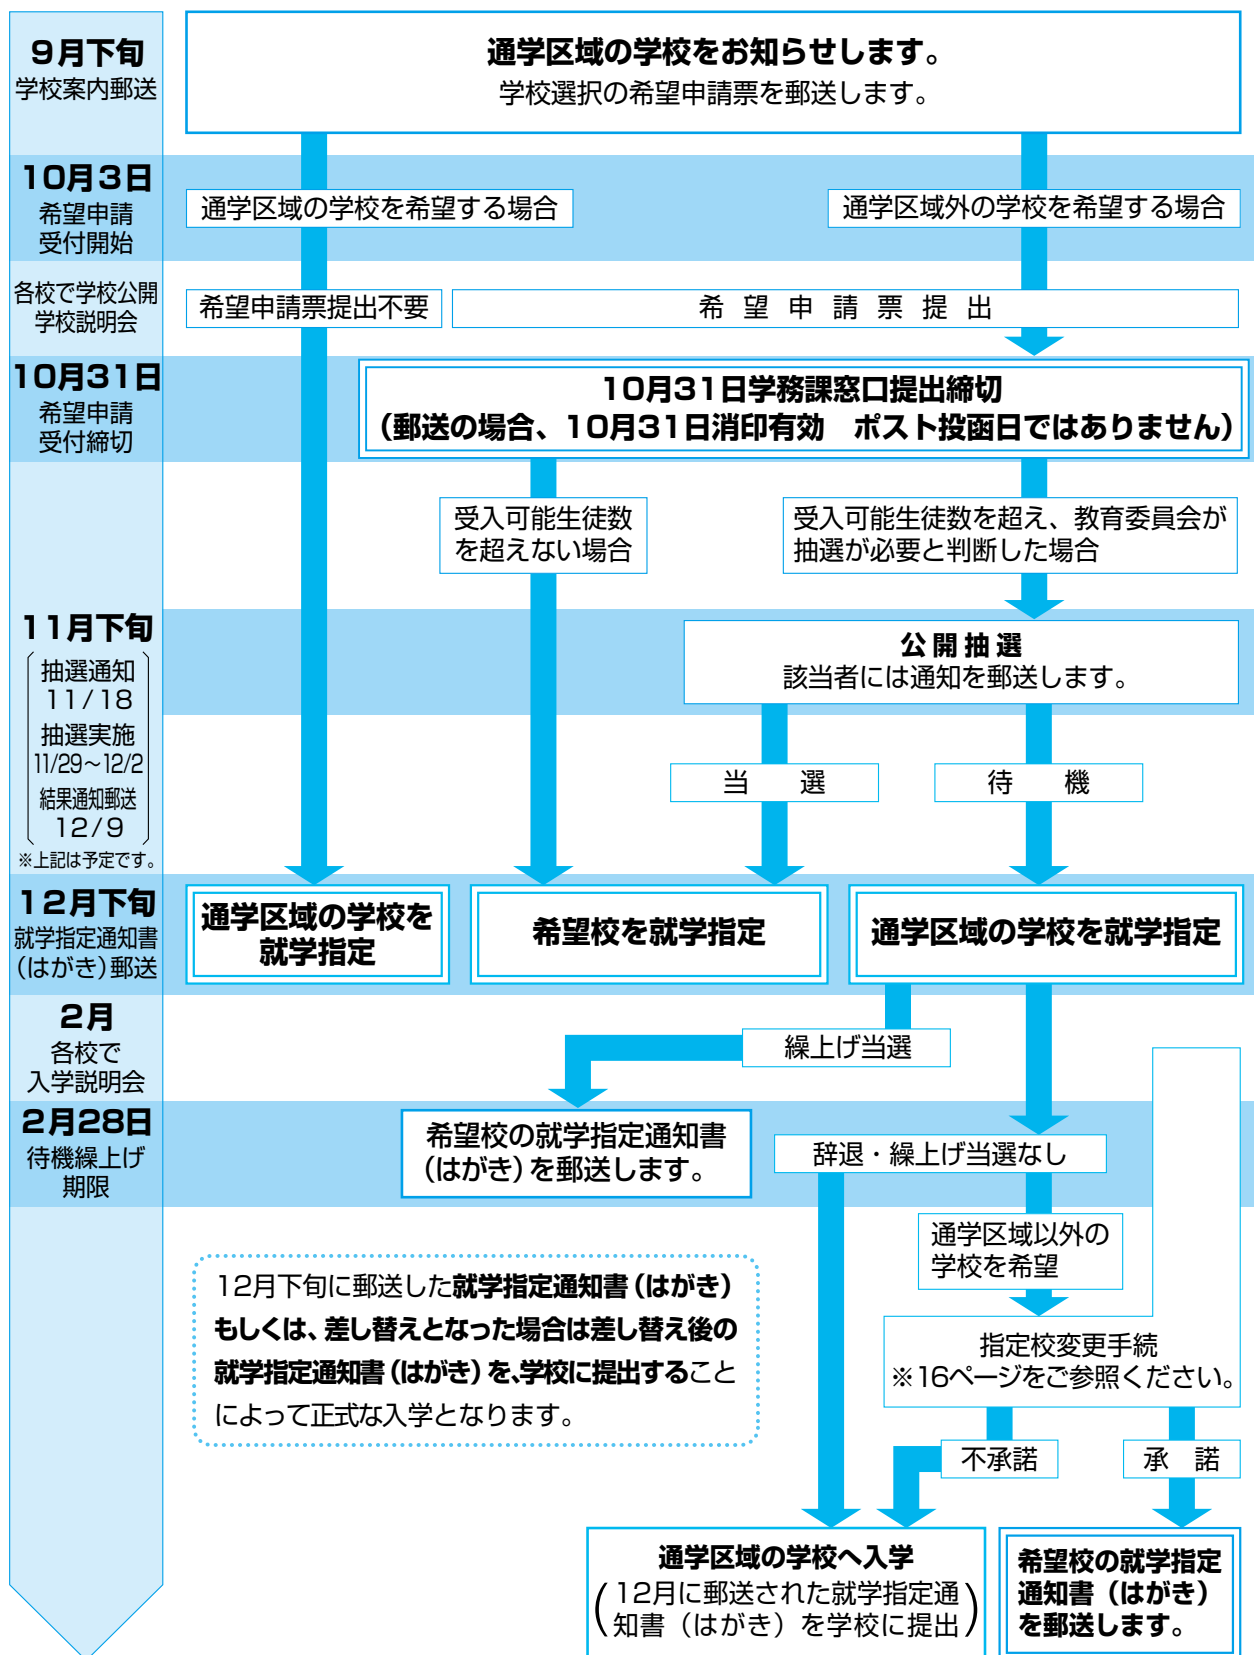 9月下旬
学校案内郵送
通学区域の学校をお知らせします。
学校選択の希望申請票を郵送します。
10月3日
希望申請
受付開始
通学区域の学校を希望する場合
通学区域外の学校を希望する場合
各校で学校公開
学校説明会
希望申請票提出不要
希望申請票提出
10月31日
希望申請
受付締切
10月31日学務課窓口提出締切
（郵送の場合、10月31日消印有効　ポスト投函日ではありません）
受入可能生徒数
を超えない場合
受入可能生徒数を超え、教育委員会が
抽選が必要と判断した場合
11月下旬
抽選通知
11/18
抽選実施
11/29～12/2
結果通知郵送
12/9
※上記は予定です。
公開抽選
該当者には通知を郵送します。
当　選
待　機
12月下旬
就学指定通知書
（はがき）郵送
通学区域の学校を
就学指定
希望校を就学指定
通学区域の学校を就学指定
2月
各校で
入学説明会
繰上げ当選
2月28日
待機繰上げ
期限
希望校の就学指定通知書
（はがき）を郵送します。
辞退・繰上げ当選なし
通学区域以外の
学校を希望
12月下旬に郵送した就学指定通知書（はがき）
もしくは、差し替えとなった場合は差し替え後の
就学指定通知書（はがき）を、学校に提出すること
によって正式な入学となります。
指定校変更手続
※16ページをご参照ください。
不承諾
承　諾
通学区域の学校へ入学
（12月に郵送された就学指定通
知書（はがき）を学校に提出）
希望校の就学指定
通知書（はがき）
を郵送します。